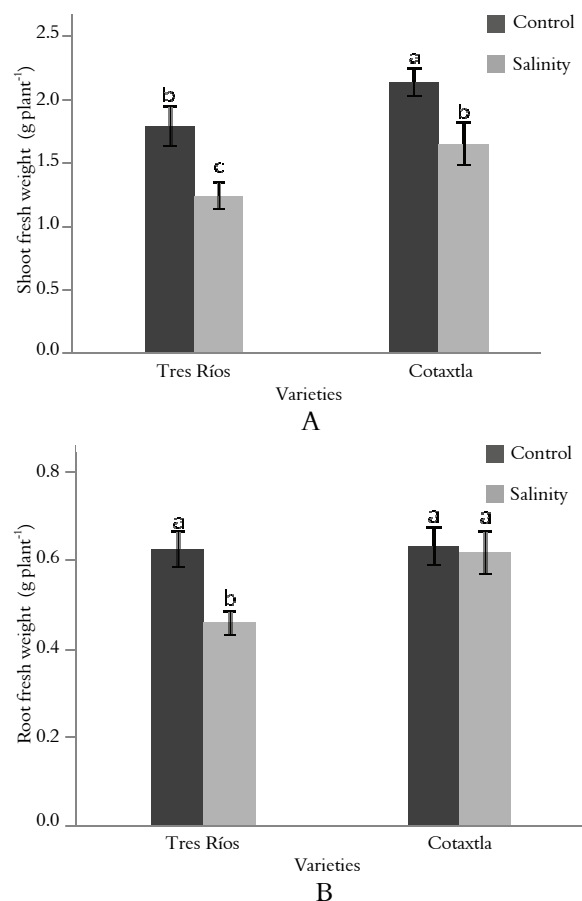 2.5
Control
Salinity
a
2.0
b
b
1.5
c
1.0
0.5
0.0
Shoot fresh weight (g plant⁻¹)
Tres Ríos
Cotaxtla
Varieties
A
Control
0.8
Salinity
a
a
a
0.6
b
0.4
0.2
0.0
Root fresh weight (g plant⁻¹)
Tres Ríos
Cotaxtla
Varieties
B